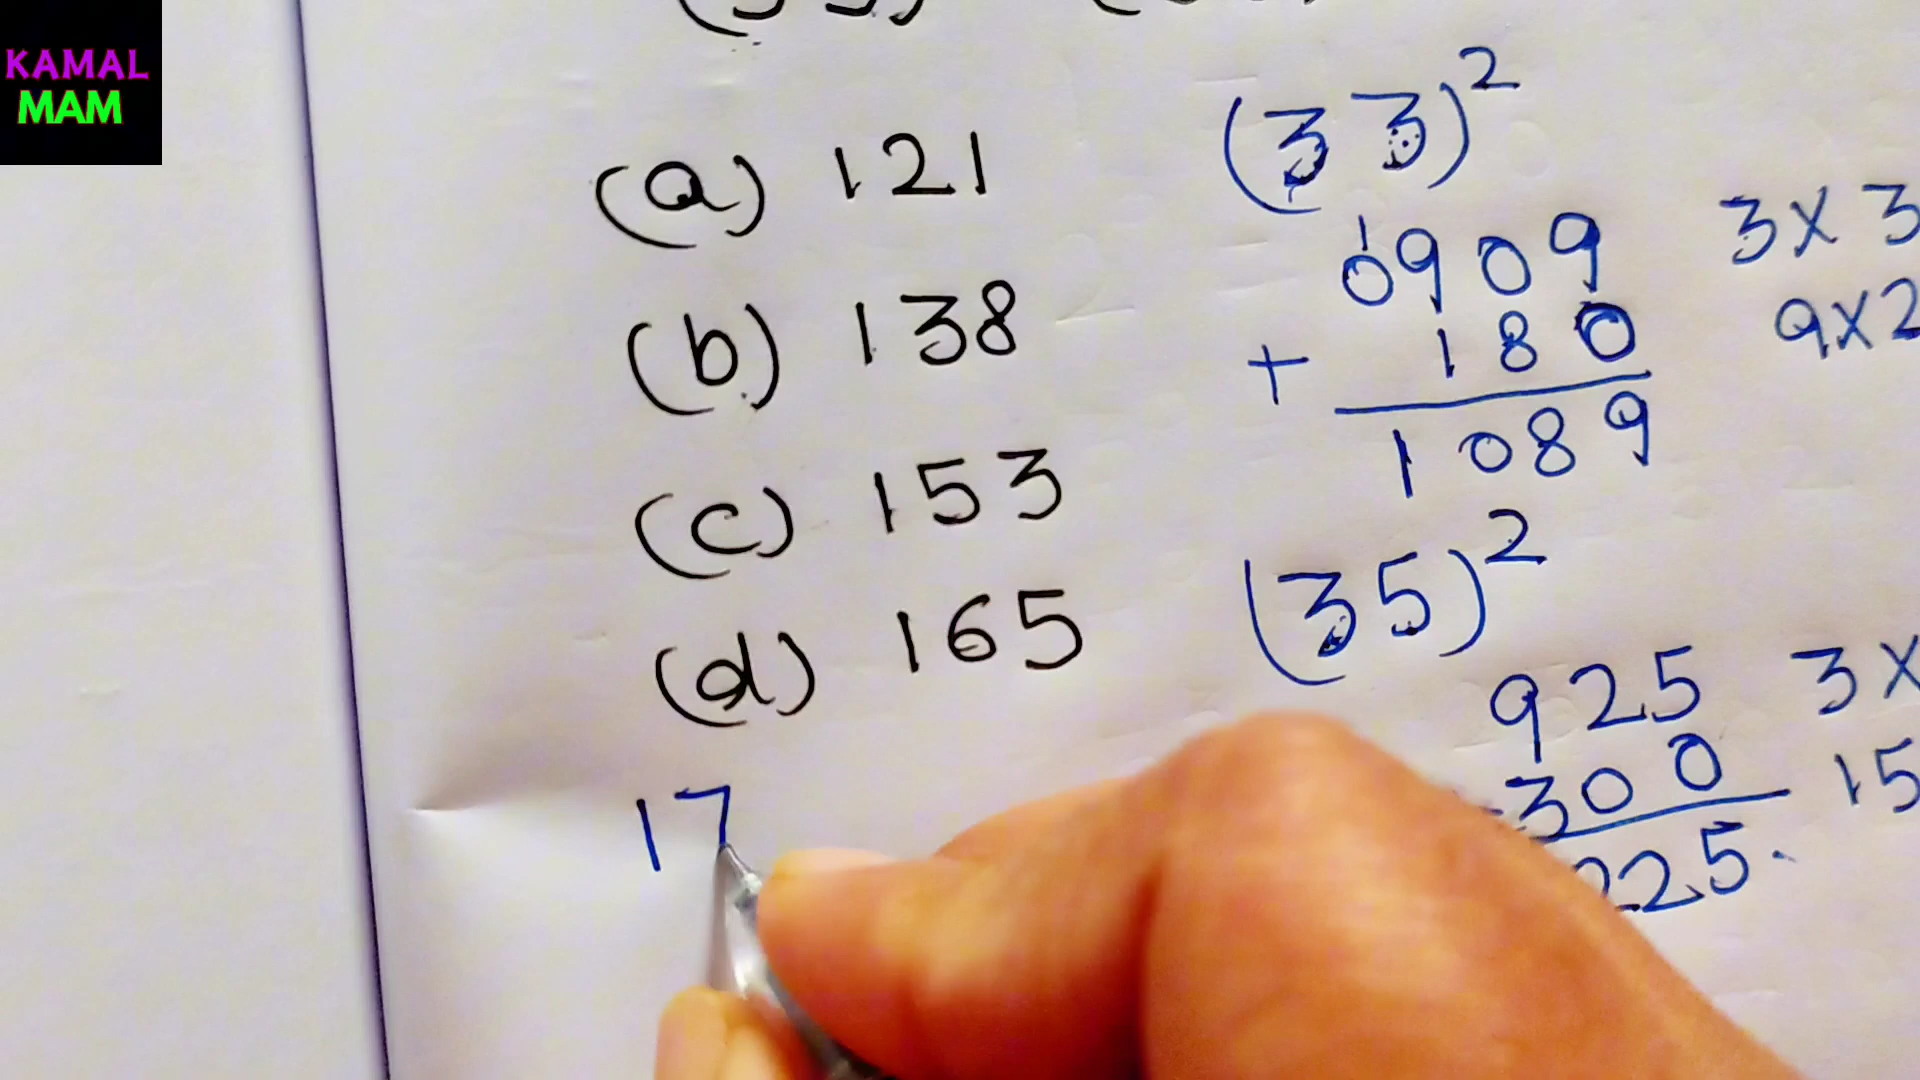 KAMAL
MAM
(a) 121
(b) 138
(c) 153
(d) 165
17
(33)²
1
0909
+ 180
1089
3x3
9x2
(35)²
925
300
225.
3x
15